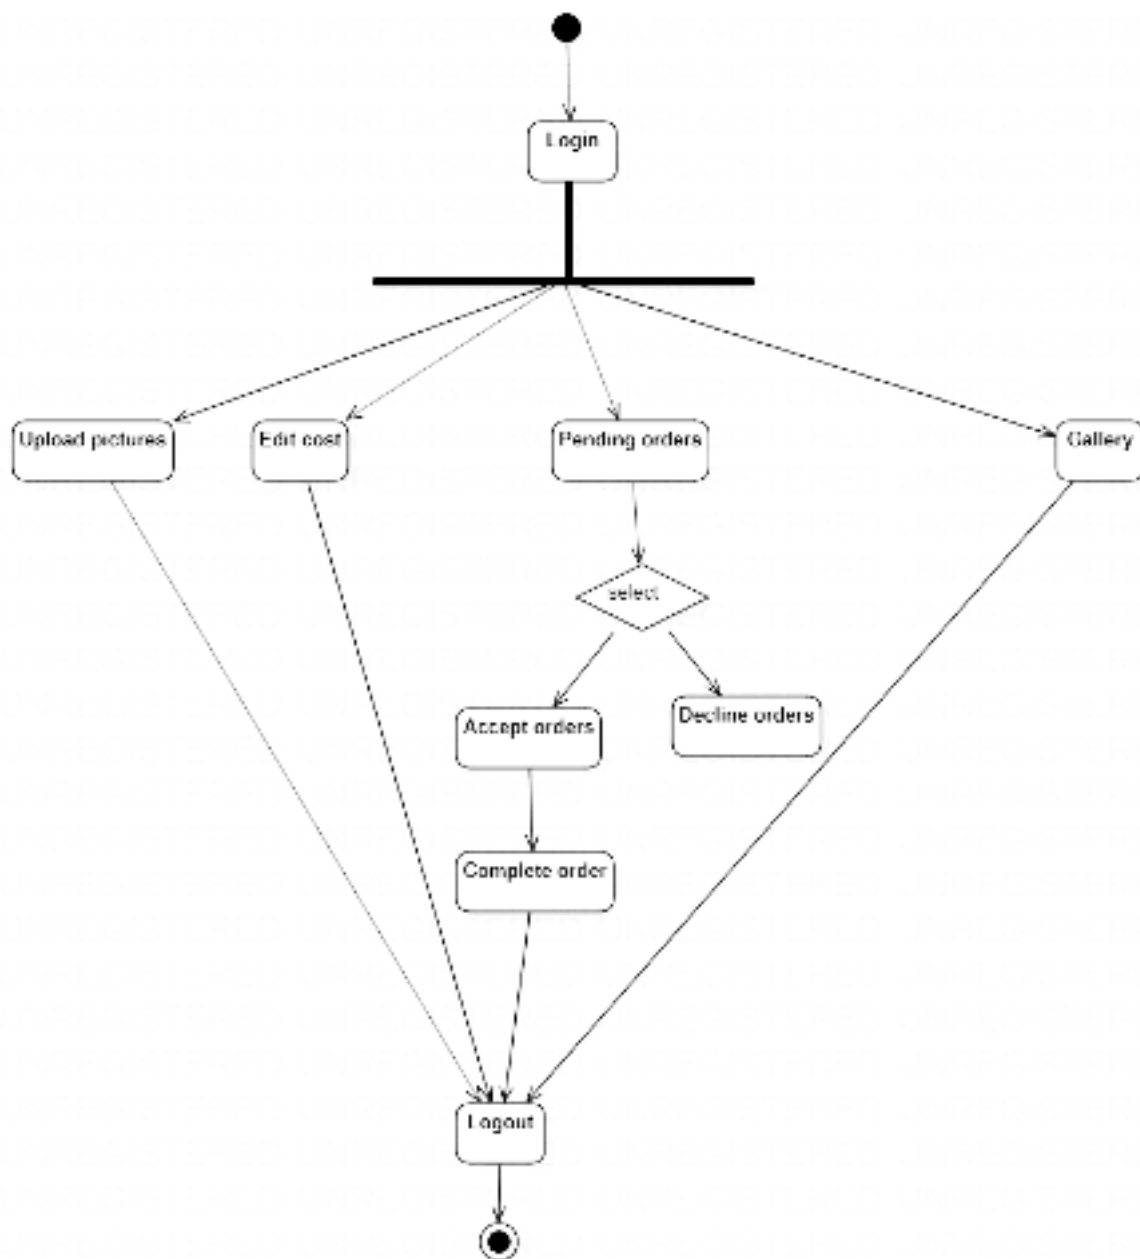 Login
Upload pictures
Edit cost
Pending orders
Gallery
select
Accept orders
Decline orders
Complete order
Logout